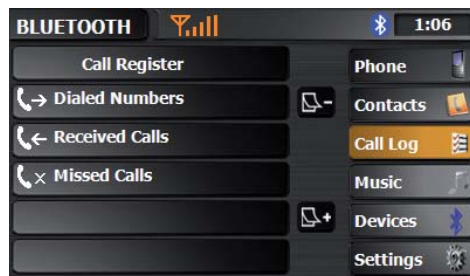 BLUETOOTH 1:06
Call Register
Dialed Numbers
Received Calls
Missed Calls
Phone
Contacts
Call Log
Music
Devices
Settings